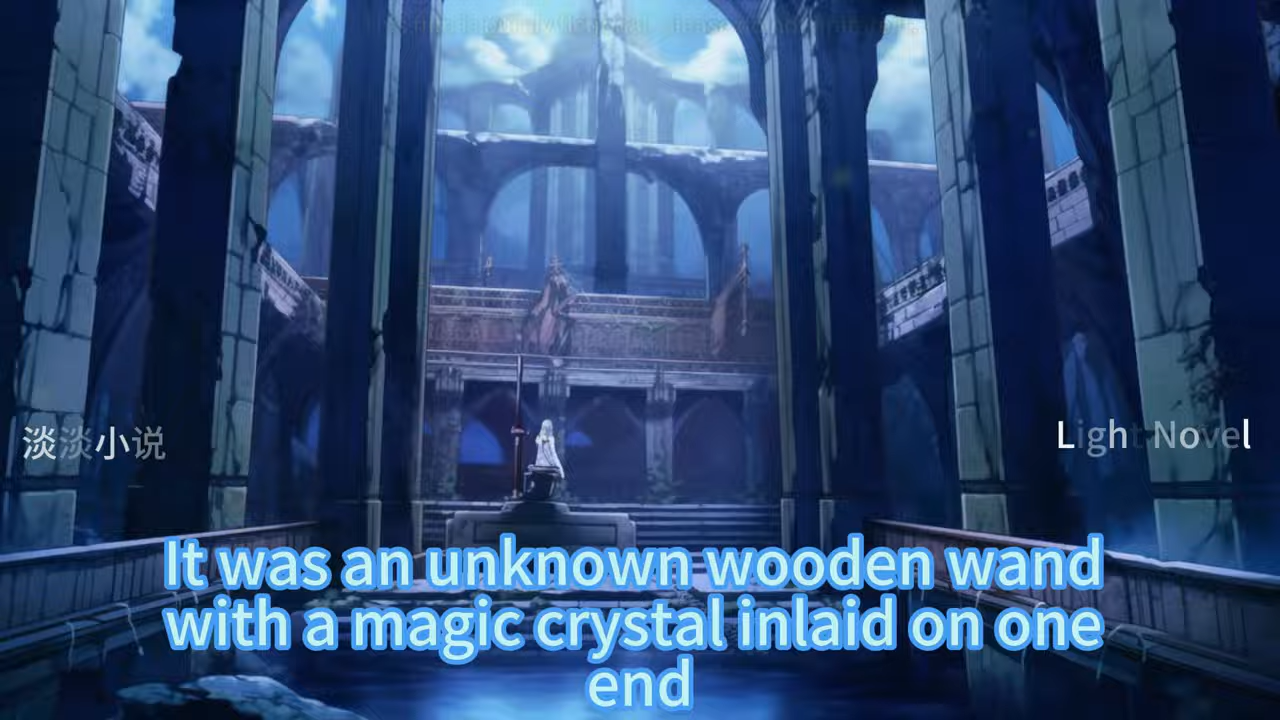 淡淡小说
Light Novel
It was an unknown wooden wand
with a magic crystal inlaid on one
end